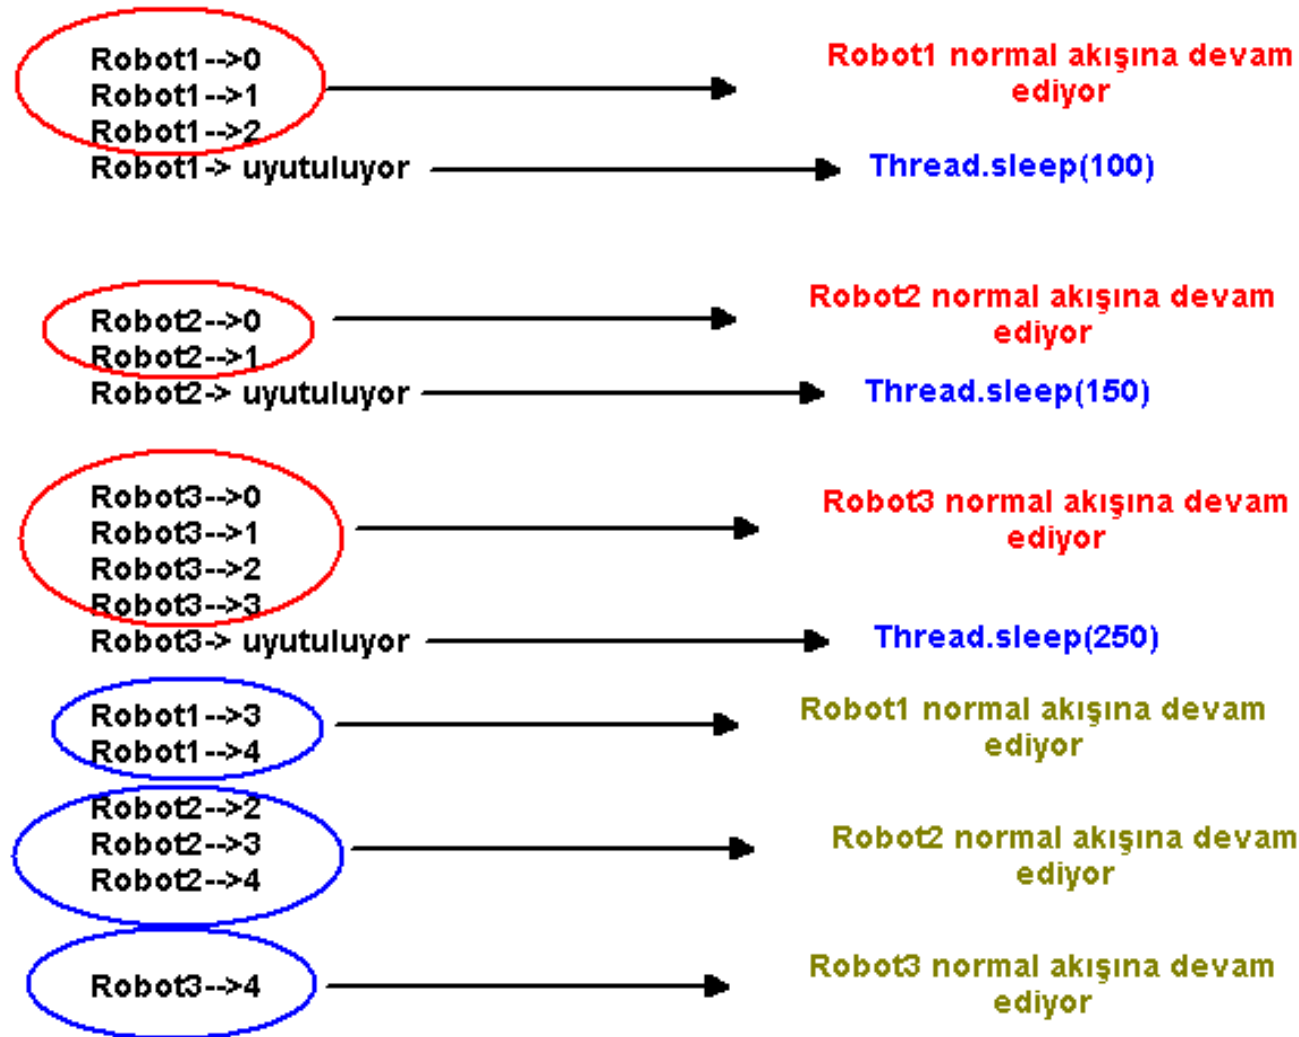 Robot1-->0
Robot1-->1
Robot1-->2
Robot1 normal akışına devam
ediyor
Robot1-> uyutuluyor
Thread.sleep(100)
Robot2-->0
Robot2-->1
Robot2 normal akışına devam
ediyor
Robot2-> uyutuluyor
Thread.sleep(150)
Robot3-->0
Robot3-->1
Robot3-->2
Robot3-->3
Robot3 normal akışına devam
ediyor
Robot3-> uyutuluyor
Thread.sleep(250)
Robot1-->3
Robot1-->4
Robot1 normal akışına devam
ediyor
Robot2-->2
Robot2-->3
Robot2-->4
Robot2 normal akışına devam
ediyor
Robot3-->4
Robot3 normal akışına devam
ediyor